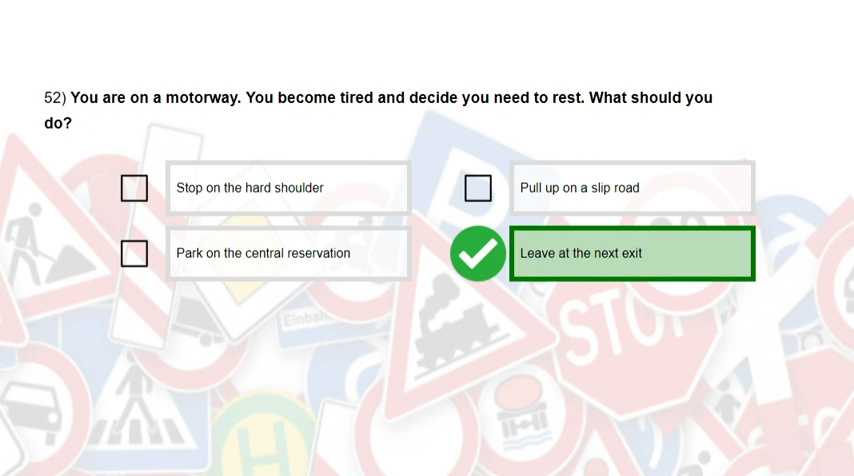 52) You are on a motorway. You become tired and decide you need to rest. What should you
do?
Stop on the hard shoulder
Pull up on a slip road
Park on the central reservation
Leave at the next exit
Einbah
STOP
H